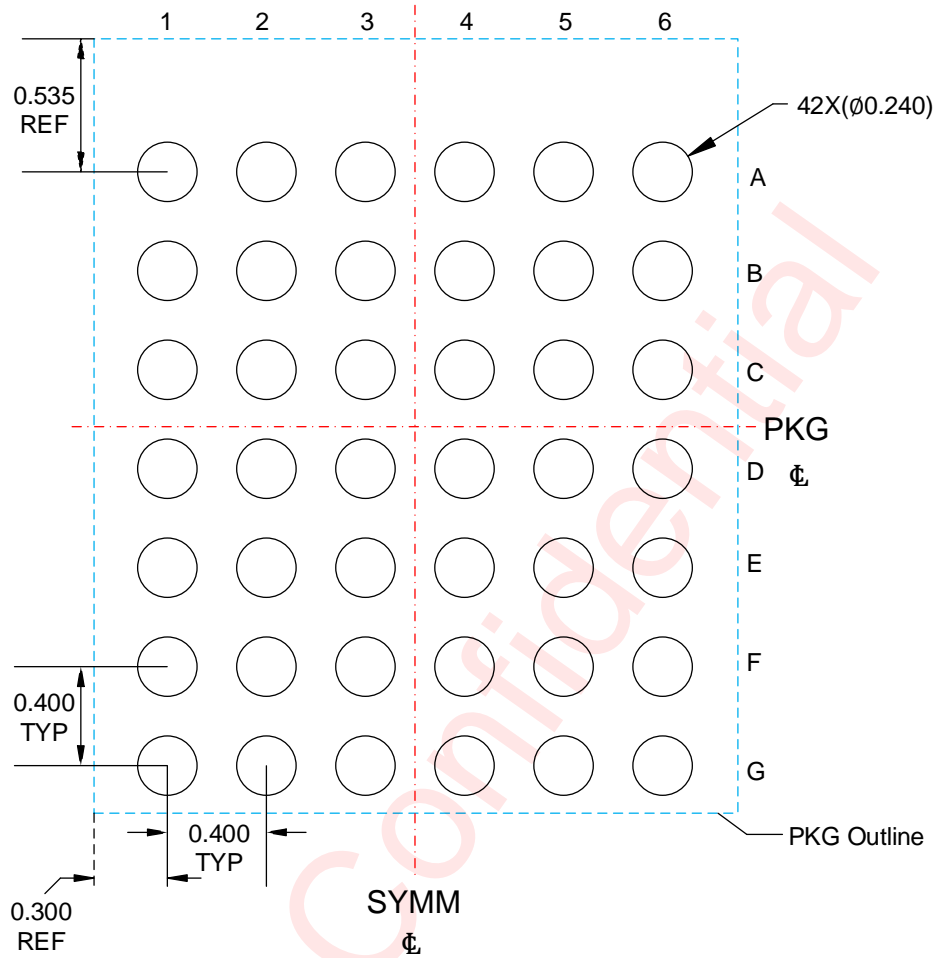 1 2 3 4 5 6
0.535
REF
42X(Ø0.240)
A
B
C
PKG
℄
D
E
F
0.400
TYP
G
0.400
TYP
PKG Outline
0.300
REF
SYMM
℄
Confidential